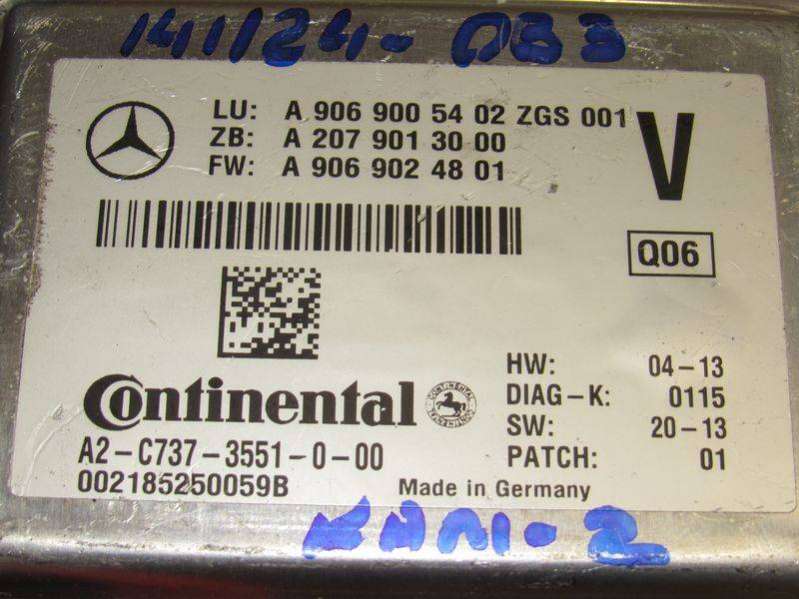 141124-083
LU: A 906 900 54 02 ZGS 001
ZB: A 207 901 30 00
FW: A 906 902 48 01
V
Q06
Continental
CONTINENTAL
HW: 04-13
DIAG-K: 0115
SW: 20-13
PATCH: 01
A2-C737-3551-0-00
002185250059B
Made in Germany